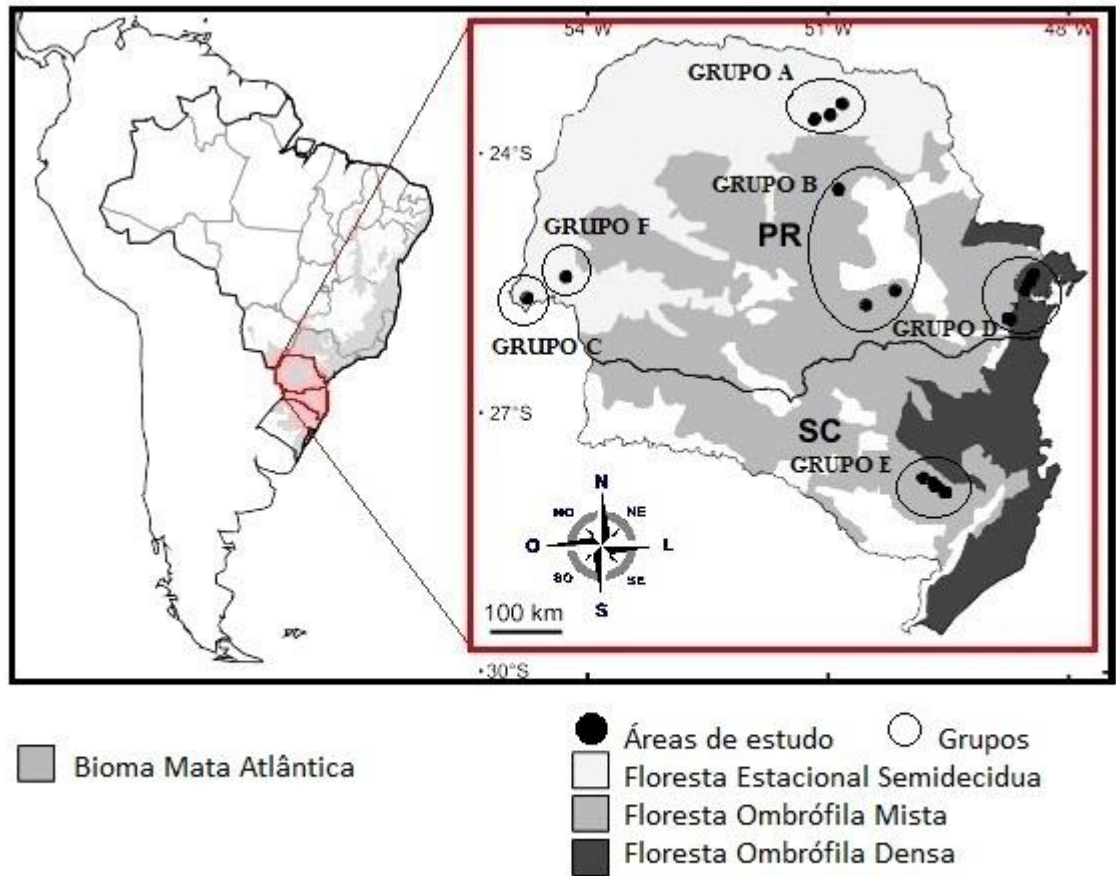 54°W 51°W 48°W
GRUPO A
24°S
GRUPO B
GRUPO F
PR
GRUPO C
GRUPO D
27°S
SC
GRUPO E
N
NO NE
O L
SO SE
S
100 km
30°S
Áreas de estudo Grupos
Bioma Mata Atlântica
Floresta Estacional Semidecidua
Floresta Ombrófila Mista
Floresta Ombrófila Densa